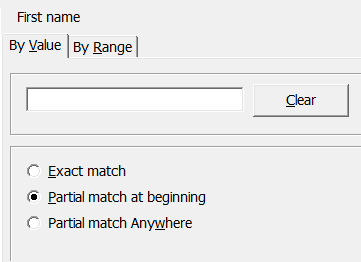 First name
By Value By Range
Clear
Exact match
Partial match at beginning
Partial match Anywhere